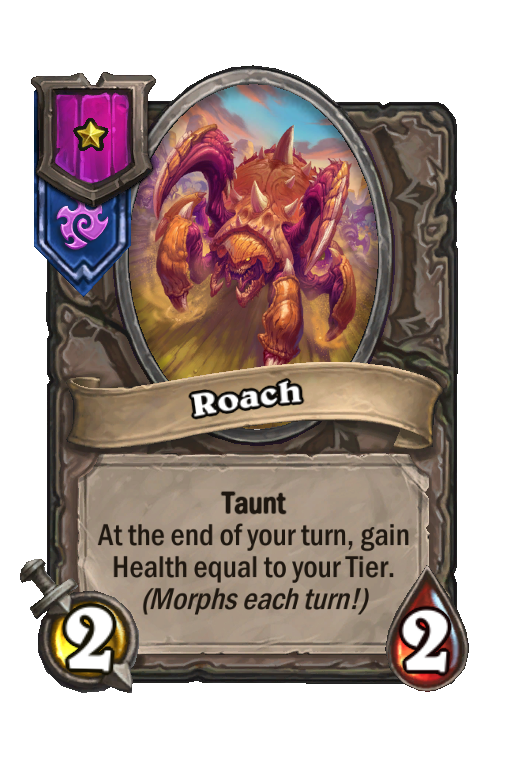 Roach
Taunt
At the end of your turn, gain
Health equal to your Tier.
(Morphs each turn!)
2
2